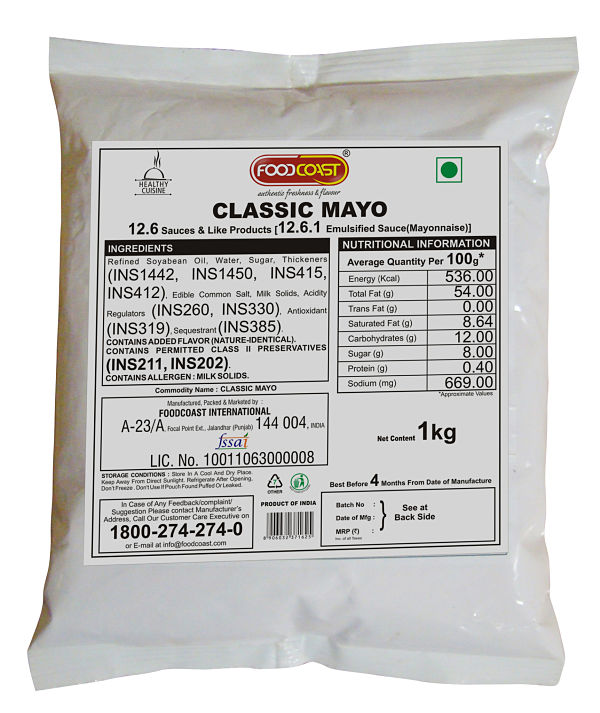 HEALTHY
CUISINE
FOODCOAST®
authentic freshness & flavour
CLASSIC MAYO
12.6 Sauces & Like Products [12.6.1 Emulsified Sauce(Mayonnaise)]
INGREDIENTS
Refined Soyabean Oil, Water, Sugar, Thickeners
(INS1442, INS1450, INS415,
INS412), Edible Common Salt, Milk Solids, Acidity
Regulators (INS260, INS330), Antioxidant
(INS319), Sequestrant (INS385).
CONTAINS ADDED FLAVOR (NATURE-IDENTICAL).
CONTAINS PERMITTED CLASS II PRESERVATIVES
(INS211, INS202).
CONTAINS ALLERGEN : MILK SOLIDS.
Commodity Name : CLASSIC MAYO
Manufactured, Packed & Marketed by :
FOODCOAST INTERNATIONAL
A-23/A, Focal Point Ext., Jalandhar (Punjab) 144 004, INDIA
fssai
LIC. No. 10011063000008
STORAGE CONDITIONS : Store In A Cool And Dry Place.
Keep Away From Direct Sunlight. Refrigerate After Opening.
Don't Freeze . Don't Use If Pouch Found Puffed Or Leaked.
In Case of Any Feedback/complaint/
Suggestion Please contact Manufacturer's
Address, Call Our Customer Care Executive on
1800-274-274-0
or E-mail at info@foodcoast.com
NUTRITIONAL INFORMATION
Average Quantity Per 100g*
Energy (Kcal) 536.00
Total Fat (g) 54.00
Trans Fat (g) 0.00
Saturated Fat (g) 8.64
Carbohydrates (g) 12.00
Sugar (g) 8.00
Protein (g) 0.40
Sodium (mg) 669.00
*Approximate Values
Net Content 1kg
7
OTHER
Best Before 4 Months From Date of Manufacture
PRODUCT OF INDIA
8 906032 371625
Batch No :
Date of Mfg :
MRP (₹) :
Inc. of all Taxes
See at
Back Side